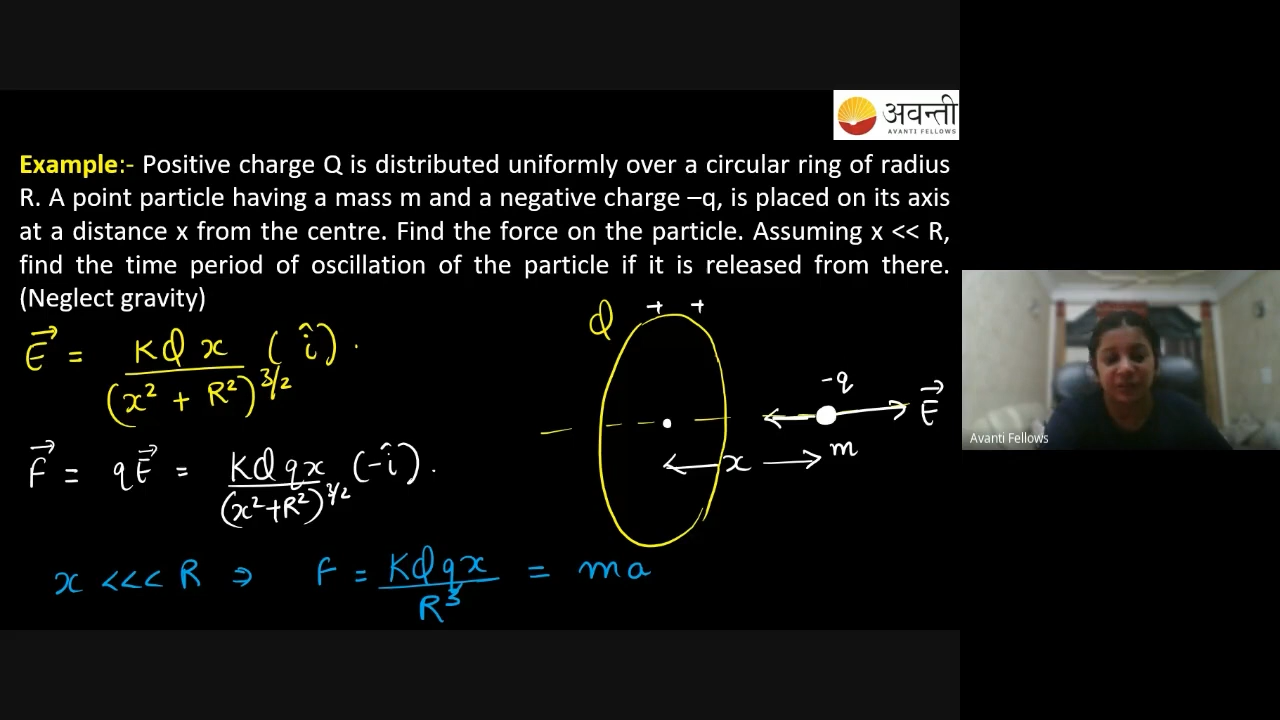 अवन्ती
AVANTI FELLOWS
Example:- Positive charge Q is distributed uniformly over a circular ring of radius
R. A point particle having a mass m and a negative charge –q, is placed on its axis
at a distance x from the centre. Find the force on the particle. Assuming x << R,
find the time period of oscillation of the particle if it is released from there.
(Neglect gravity)
E⃗ = KQx / (x² + R²)^3/2 (î) .
F⃗ = qE⃗ = KQqx / (x²+R²)^3/2 (-î) .
x <<< R ⇒ F = KQqx / R³ = ma
Q
+ +
-q
E⃗
x
m
Avanti Fellows